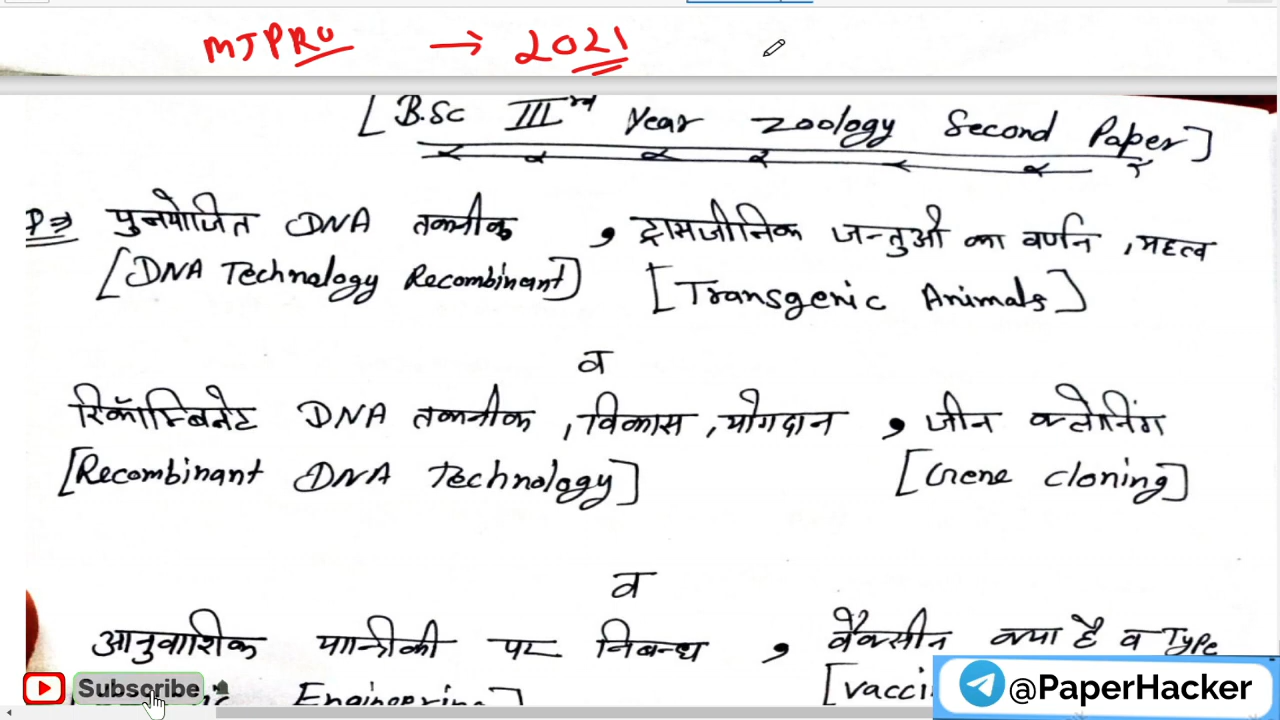 MJPRU → 2021
[B.Sc IIIrd Year Zoology Second Paper]
पुनर्योजित DNA तकनीक , ट्रासजीनिक जन्तुओ का वर्णन , महत्व
[DNA Technology Recombinant] [Transgenic Animals]
व
रिकॉम्बिनेट DNA तकनीक , विकास , योगदान , जीन क्लोनिंग
[Recombinant DNA Technology] [Gene cloning]
व
आनुवांशिक यान्त्रिकी पर निबन्ध , वैक्सीन क्या है व Type
Engineering]
Subscribe
@PaperHacker